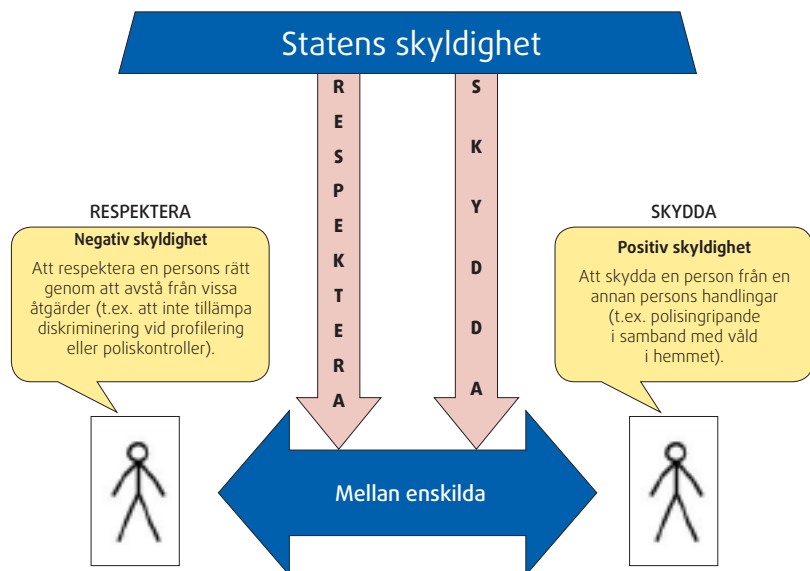 Statens skyldighet
RESPEKTERA
SKYDDA
RESPEKTERA
Negativ skyldighet
Att respektera en persons rätt
genom att avstå från vissa
åtgärder (t.ex. att inte tillämpa
diskriminering vid profilering
eller poliskontroller).
SKYDDA
Positiv skyldighet
Att skydda en person från en
annan persons handlingar
(t.ex. polisingripande
i samband med våld
i hemmet).
Mellan enskilda